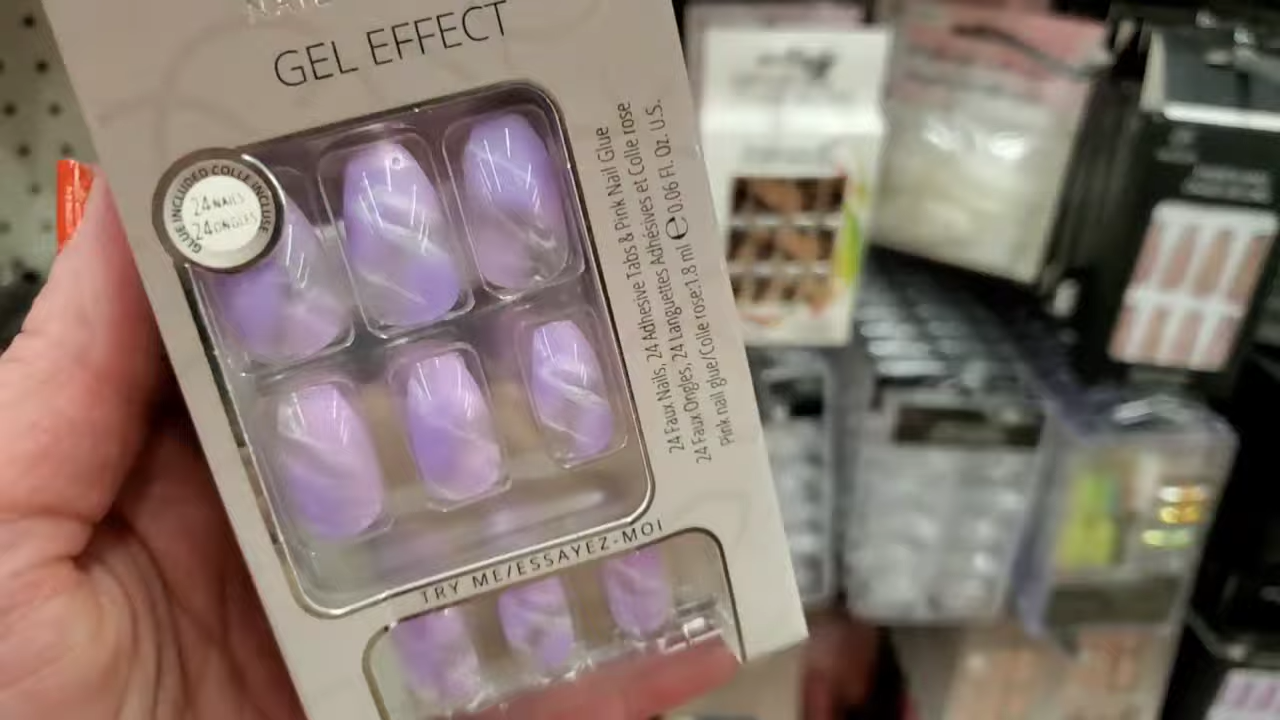 GEL EFFECT
GLUE INCLUDED COLLE INCLUSE
24 NAILS
24 ONGLES
24 Faux Nails, 24 Adhesive Tabs & Pink Nail Glue
24 Faux Ongles, 24 Languettes Adhésives et Colle rose
Pink nail glue/Colle rose:1.8 ml ℮ 0.06 Fl. Oz. U.S.
TRY ME/ESSAYEZ-MOI